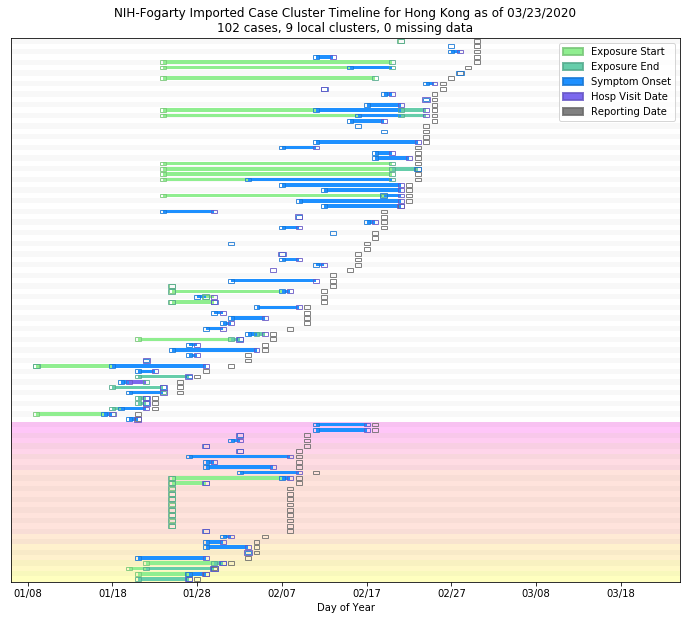 NIH-Fogarty Imported Case Cluster Timeline for Hong Kong as of 03/23/2020
102 cases, 9 local clusters, 0 missing data
Exposure Start
Exposure End
Symptom Onset
Hosp Visit Date
Reporting Date
01/08 01/18 01/28 02/07 02/17 02/27 03/08 03/18
Day of Year